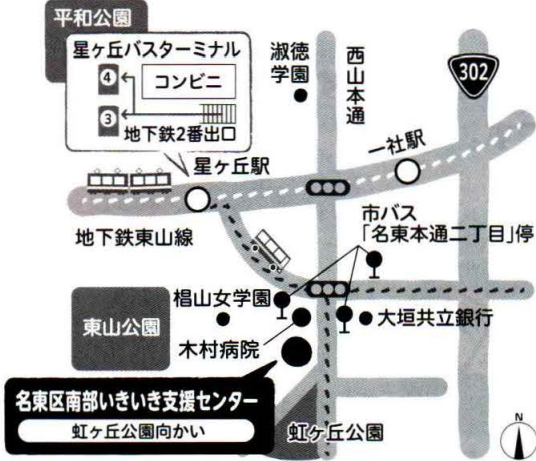 平和公園
星ヶ丘バスターミナル
④
コンビニ
③
地下鉄2番出口
淑徳
学園
西山本通
302
星ヶ丘駅
一社駅
地下鉄東山線
市バス
「名東本通二丁目」停
椙山女学園
大垣共立銀行
東山公園
木村病院
名東区南部いきいき支援センター
虹ヶ丘公園向かい
虹ヶ丘公園
N